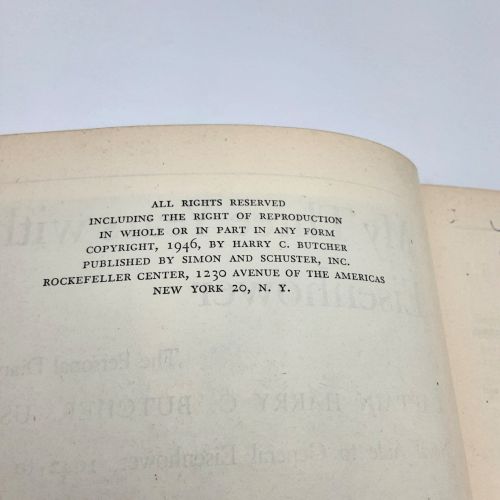 ALL RIGHTS RESERVED
INCLUDING THE RIGHT OF REPRODUCTION
IN WHOLE OR IN PART IN ANY FORM
COPYRIGHT, 1946, BY HARRY C. BUTCHER
PUBLISHED BY SIMON AND SCHUSTER, INC.
ROCKEFELLER CENTER, 1230 AVENUE OF THE AMERICAS
NEW YORK 20, N. Y.